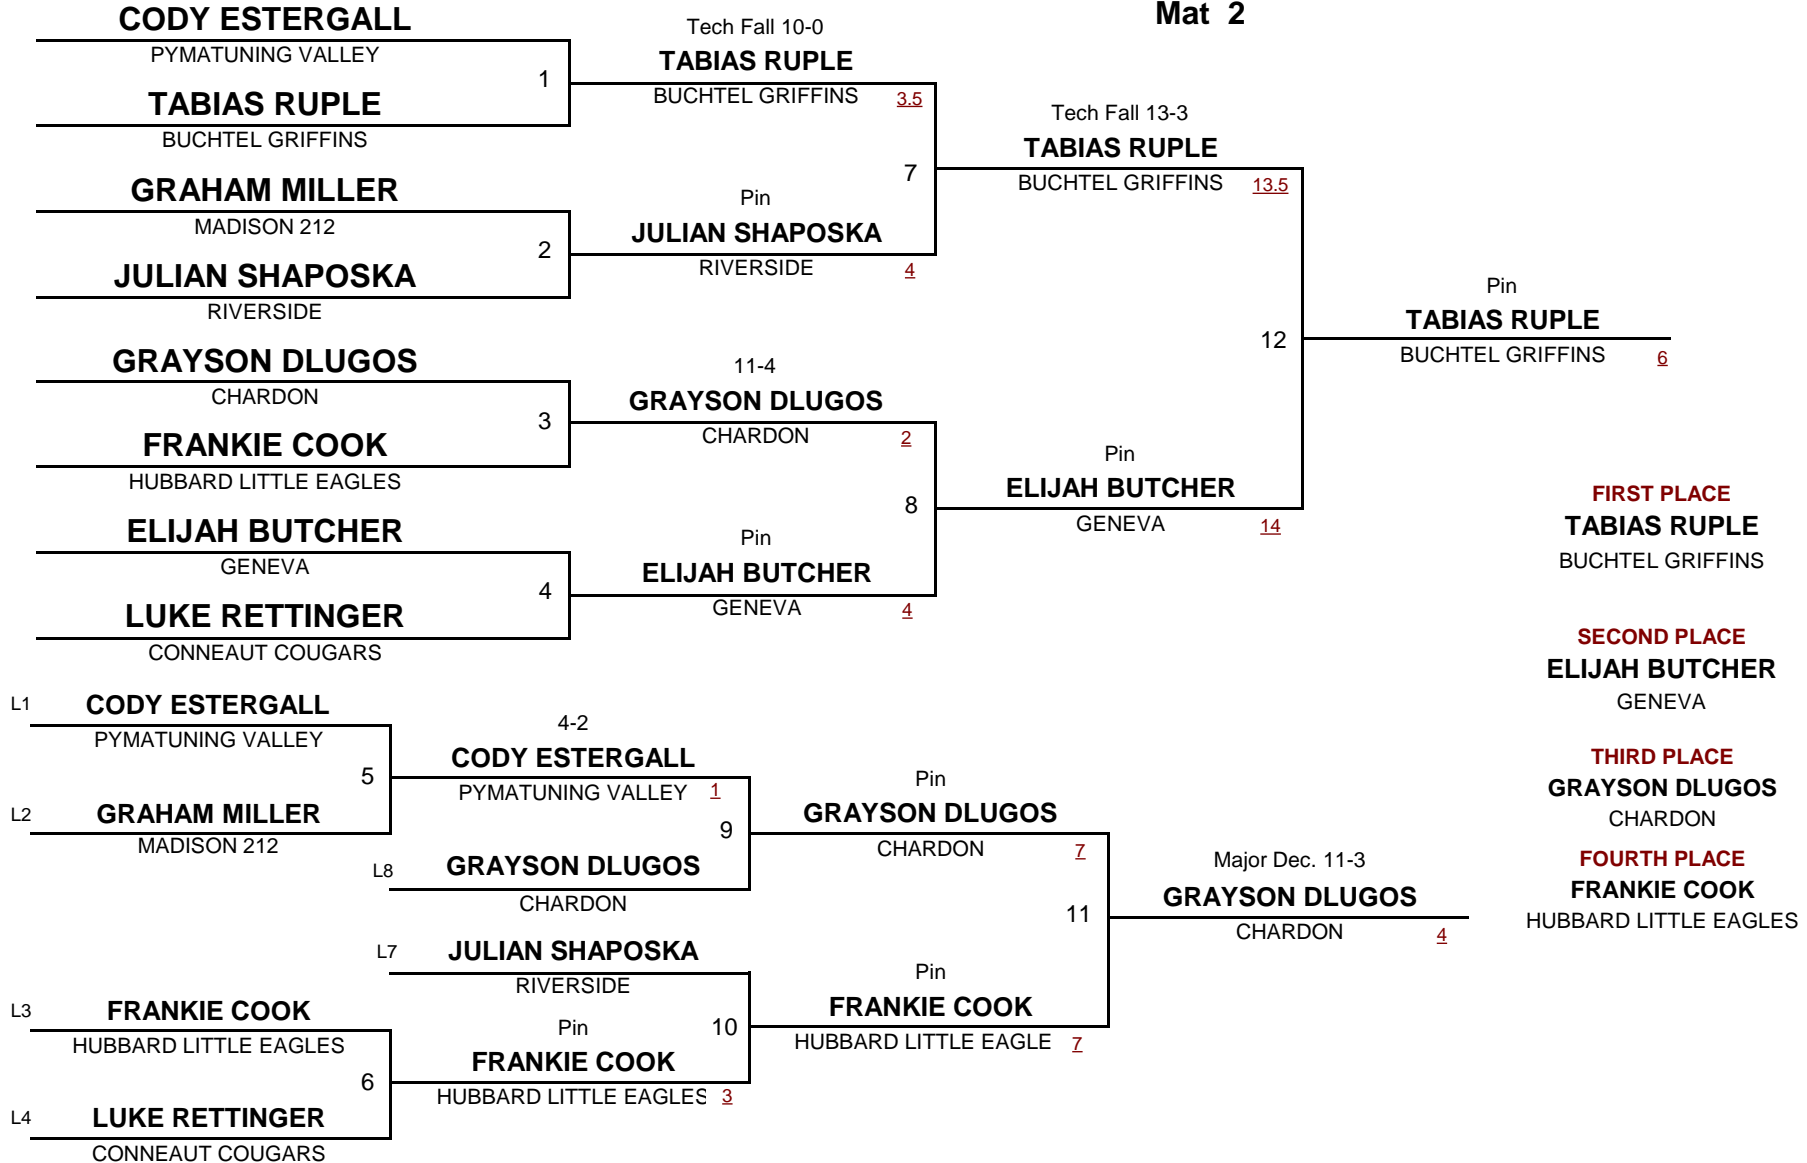 Mat 2
CODY ESTERGALL
PYMATUNING VALLEY
1
TABIAS RUPLE
BUCHTEL GRIFFINS
GRAHAM MILLER
MADISON 212
2
JULIAN SHAPOSKA
RIVERSIDE
GRAYSON DLUGOS
CHARDON
3
FRANKIE COOK
HUBBARD LITTLE EAGLES
ELIJAH BUTCHER
GENEVA
4
LUKE RETTINGER
CONNEAUT COUGARS
Tech Fall 10-0
TABIAS RUPLE
BUCHTEL GRIFFINS 3.5
7
Pin
JULIAN SHAPOSKA
RIVERSIDE 4
11-4
GRAYSON DLUGOS
CHARDON 2
8
Pin
ELIJAH BUTCHER
GENEVA 4
Tech Fall 13-3
TABIAS RUPLE
BUCHTEL GRIFFINS 13.5
12
Pin
ELIJAH BUTCHER
GENEVA 14
Pin
TABIAS RUPLE
BUCHTEL GRIFFINS 6
FIRST PLACE
TABIAS RUPLE
BUCHTEL GRIFFINS
SECOND PLACE
ELIJAH BUTCHER
GENEVA
THIRD PLACE
GRAYSON DLUGOS
CHARDON
FOURTH PLACE
FRANKIE COOK
HUBBARD LITTLE EAGLES
L1 CODY ESTERGALL
PYMATUNING VALLEY
5
L2 GRAHAM MILLER
MADISON 212
4-2
CODY ESTERGALL
PYMATUNING VALLEY 1
9
L8 GRAYSON DLUGOS
CHARDON
L7 JULIAN SHAPOSKA
RIVERSIDE
10
Pin
FRANKIE COOK
HUBBARD LITTLE EAGLES 3
L3 FRANKIE COOK
HUBBARD LITTLE EAGLES
6
L4 LUKE RETTINGER
CONNEAUT COUGARS
Pin
GRAYSON DLUGOS
CHARDON 7
11
Pin
FRANKIE COOK
HUBBARD LITTLE EAGLE 7
Major Dec. 11-3
GRAYSON DLUGOS
CHARDON 4